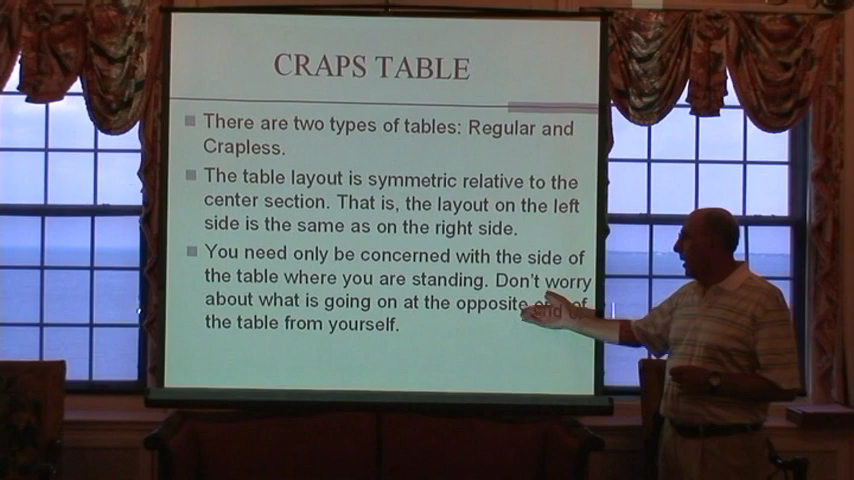 CRAPS TABLE
There are two types of tables: Regular and
Crapless.
The table layout is symmetric relative to the
center section. That is, the layout on the left
side is the same as on the right side.
You need only be concerned with the side of
the table where you are standing. Don't worry
about what is going on at the opposite end of
the table from yourself.